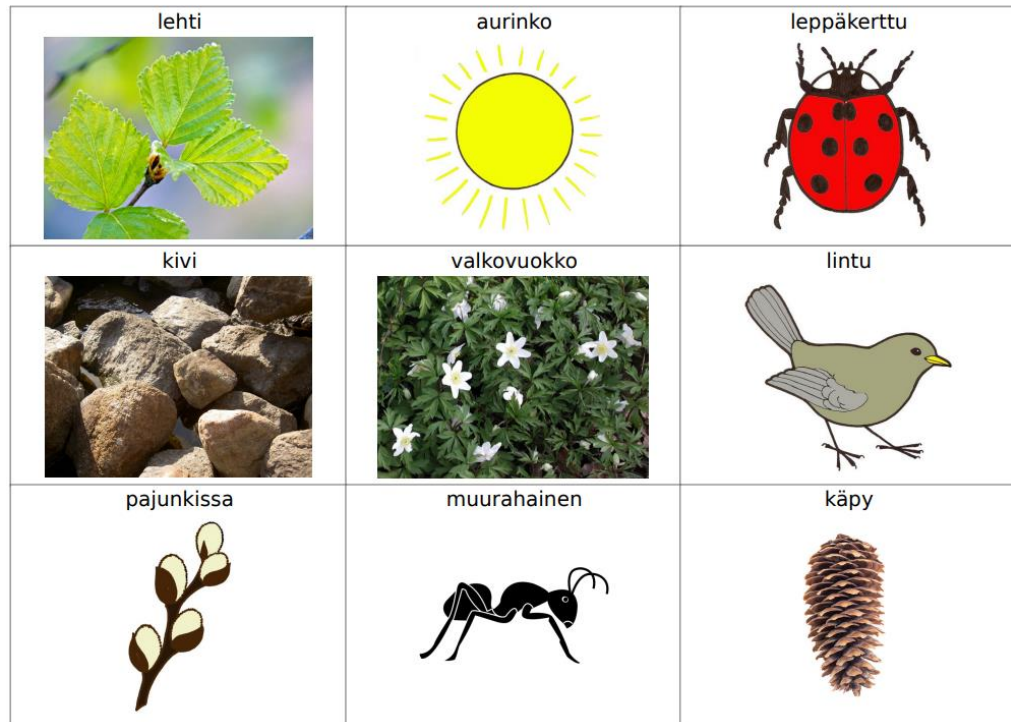 lehti
aurinko
leppäkerttu
kivi
valkovuokko
lintu
pajunkissa
muurahainen
käpy